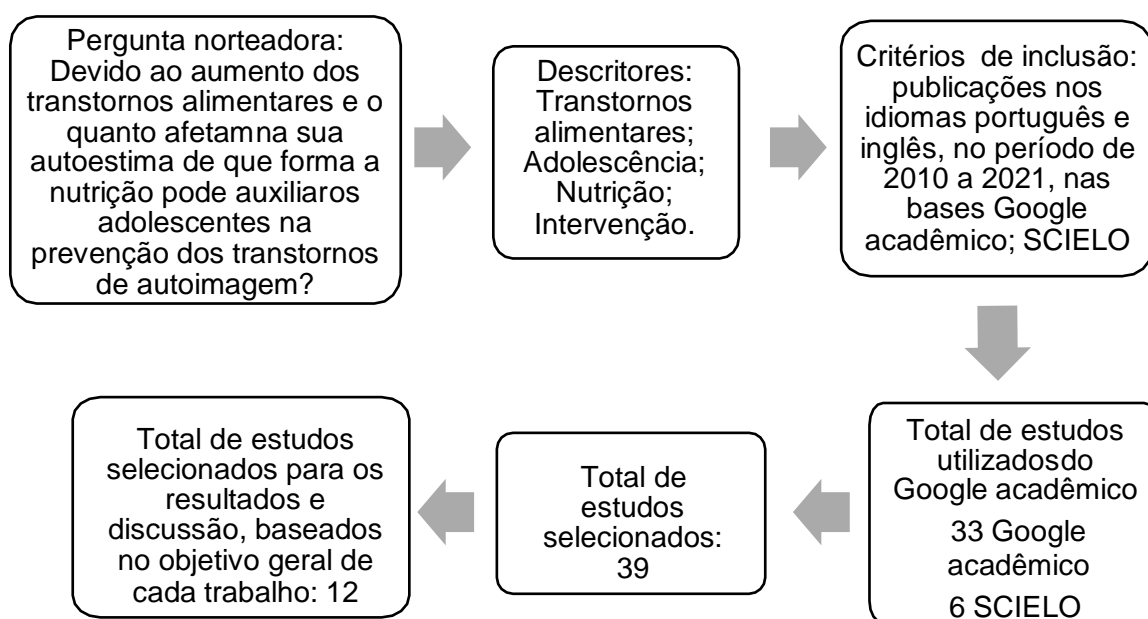 Pergunta norteadora:
Devido ao aumento dos
transtornos alimentares e o
quanto afetamna sua
autoestima de que forma a
nutrição pode auxiliaros
adolescentes na
prevenção dos transtornos
de autoimagem?
Descritores:
Transtornos
alimentares;
Adolescência;
Nutrição;
Intervenção.
Critérios  de inclusão:
publicações nos
idiomas português e
inglês, no período de
2010 a 2021, nas
bases Google
acadêmico; SCIELO
Total de estudos
utilizadosdo
Google acadêmico
33 Google
acadêmico
6 SCIELO
Total de
estudos
selecionados:
39
Total de estudos
selecionados para os
resultados e
discussão, baseados
no objetivo geral de
cada trabalho: 12